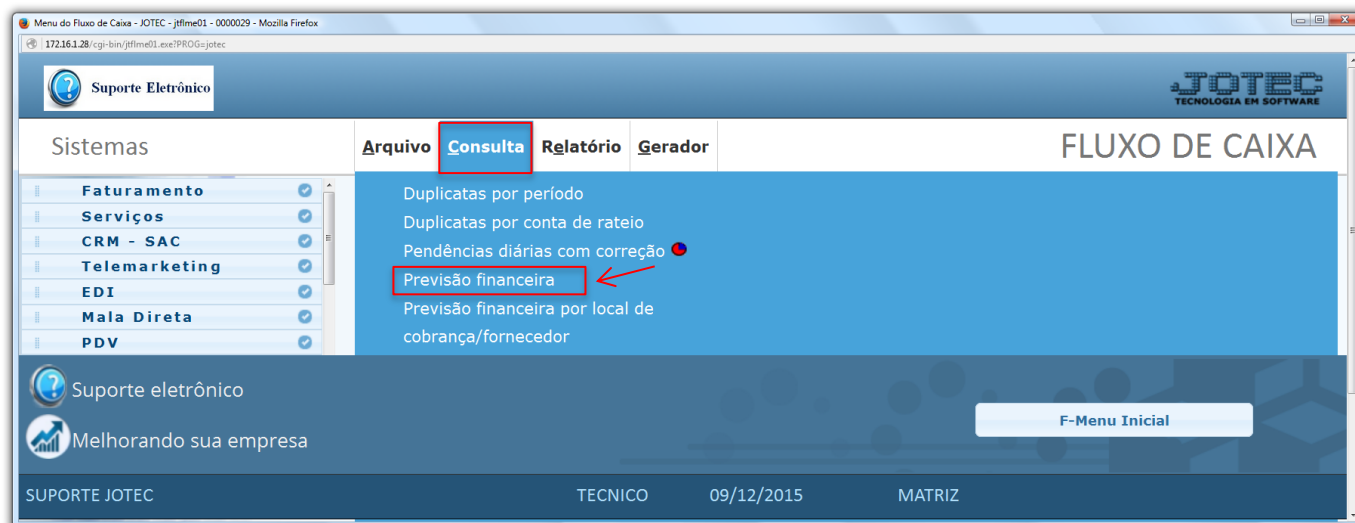 Menu do Fluxo de Caixa - JOTEC - jtflme01 - 0000029 - Mozilla Firefox
172.16.1.28/cgi-bin/jtflme01.exe?PROG=jotec
Suporte Eletrônico
JOTEC
TECNOLOGIA EM SOFTWARE
Sistemas
Arquivo Consulta Relatório Gerador
FLUXO DE CAIXA
Faturamento
Serviços
CRM - SAC
Telemarketing
EDI
Mala Direta
PDV
Duplicatas por período
Duplicatas por conta de rateio
Pendências diárias com correção
Previsão financeira
Previsão financeira por local de
cobrança/fornecedor
Suporte eletrônico
Melhorando sua empresa
F-Menu Inicial
SUPORTE JOTEC TECNICO 09/12/2015 MATRIZ